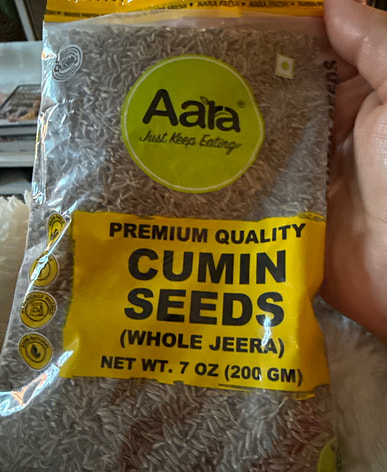 Aara®
Just Keep Eating
PREMIUM QUALITY
CUMIN
SEEDS
(WHOLE JEERA)
NET WT. 7 OZ (200 GM)